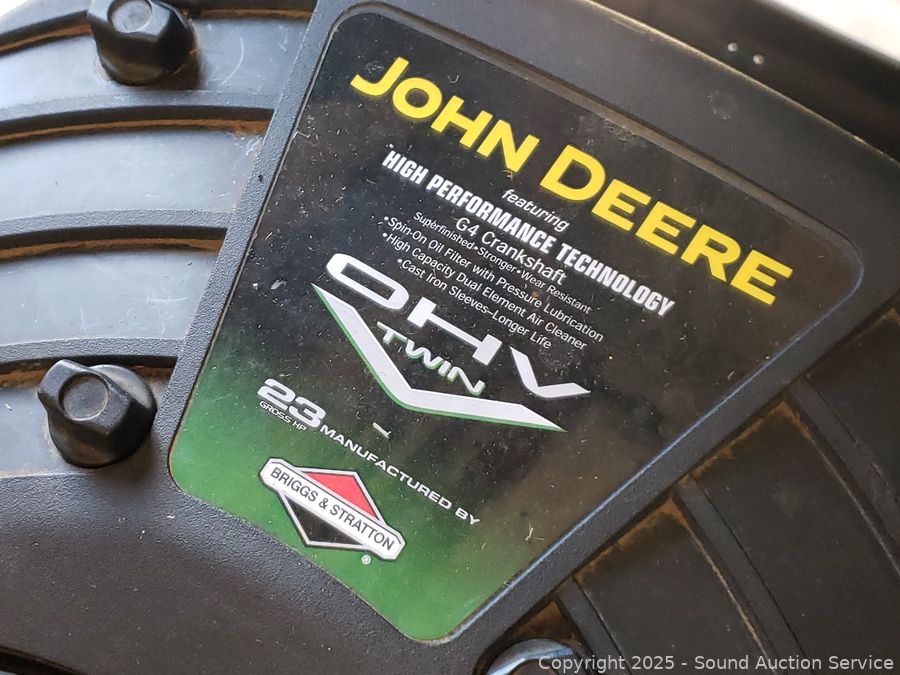 JOHN DEERE
featuring
HIGH PERFORMANCE TECHNOLOGY
G4 Crankshaft
Superfinished•Stronger•Wear Resistant
•Spin-On Oil Filter with Pressure Lubrication
•High Capacity Dual Element Air Cleaner
•Cast Iron Sleeves–Longer Life
OHV
TWIN
23
GROSS HP
MANUFACTURED BY
BRIGGS & STRATTON
®
Copyright © 2025 - Sound Auction Service